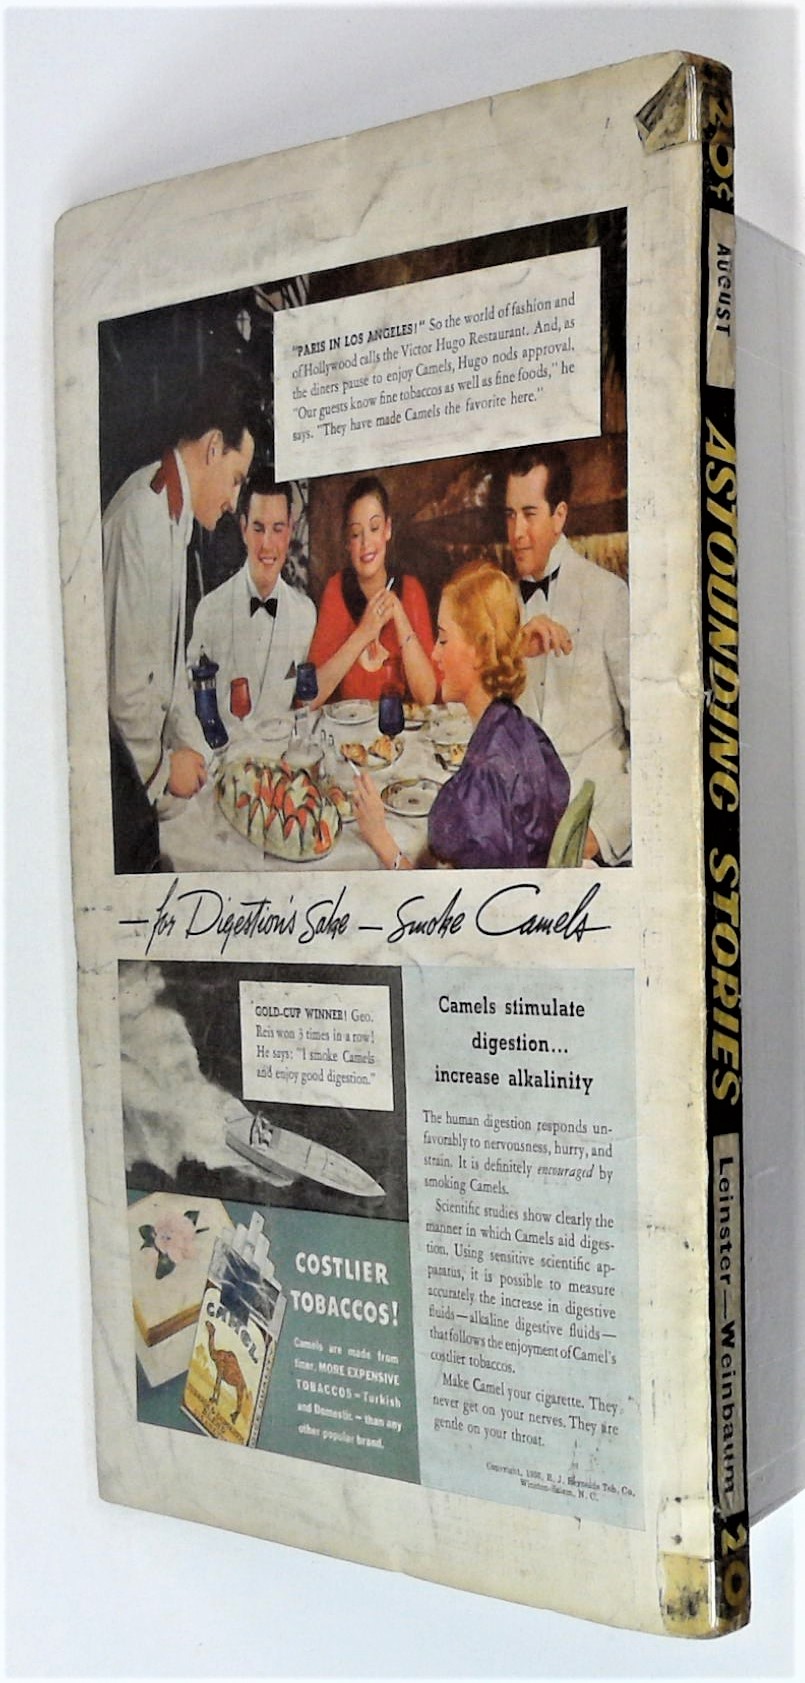 "PARIS IN LOS ANGELES!" So the world of fashion and
of Hollywood calls the Victor Hugo Restaurant. And, as
the diners pause to enjoy Camels, Hugo nods approval.
"Our guests know fine tobaccos as well as fine foods," he
says. "They have made Camels the favorite here."
—for Digestion's Sake — Smoke Camels
GOLD-CUP WINNER! Geo.
Reis won 3 times in a row!
He says: "I smoke Camels
and enjoy good digestion."
COSTLIER
TOBACCOS!
Camels are made from
finer, MORE EXPENSIVE
TOBACCOS—Turkish
and Domestic—than any
other popular brand.
CAMEL
Camels stimulate
digestion...
increase alkalinity
The human digestion responds un-
favorably to nervousness, hurry, and
strain. It is definitely encouraged by
smoking Camels.
Scientific studies show clearly the
manner in which Camels aid diges-
tion. Using sensitive scientific ap-
paratus, it is possible to measure
accurately the increase in digestive
fluids—alkaline digestive fluids—
that follows the enjoyment of Camel's
costlier tobaccos.
Make Camel your cigarette. They
never get on your nerves. They are
gentle on your throat.
Copyright, 1936, R. J. Reynolds Tob. Co.
Winston-Salem, N. C.
20¢
AUGUST
ASTOUNDING STORIES
Leinster—Weinbaum
20